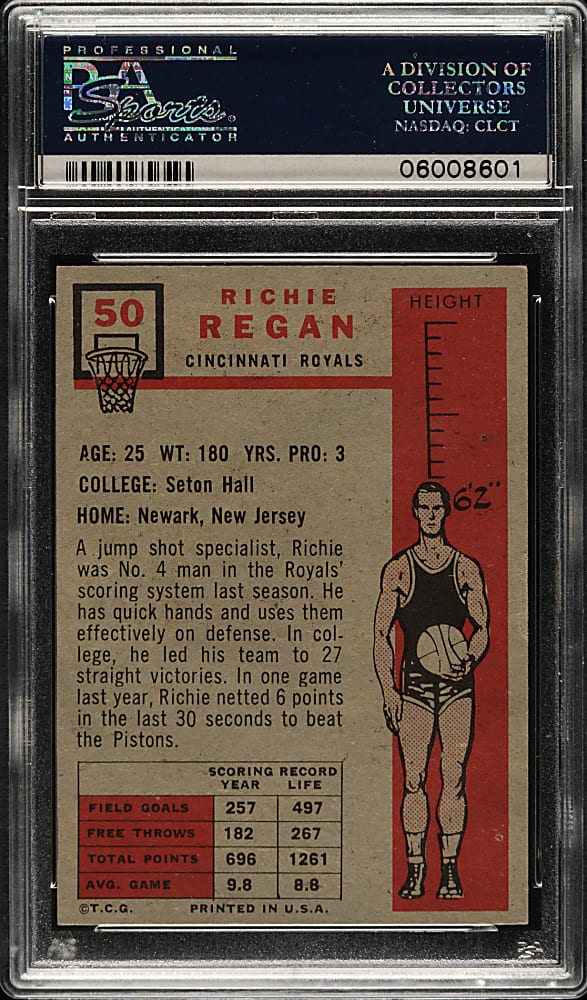 PROFESSIONAL
PSA
Sports
AUTHENTICATOR
A DIVISION OF
COLLECTORS
UNIVERSE
NASDAQ: CLCT
06008601
50
RICHIE
REGAN
CINCINNATI ROYALS
HEIGHT
6'2"
AGE: 25 WT: 180 YRS. PRO: 3
COLLEGE: Seton Hall
HOME: Newark, New Jersey
A jump shot specialist, Richie
was No. 4 man in the Royals'
scoring system last season. He
has quick hands and uses them
effectively on defense. In col-
lege, he led his team to 27
straight victories. In one game
last year, Richie netted 6 points
in the last 30 seconds to beat
the Pistons.
SCORING RECORD
YEAR LIFE
FIELD GOALS 257 497
FREE THROWS 182 267
TOTAL POINTS 696 1261
AVG. GAME 9.8 8.8
©T.C.G. PRINTED IN U.S.A.
PSA